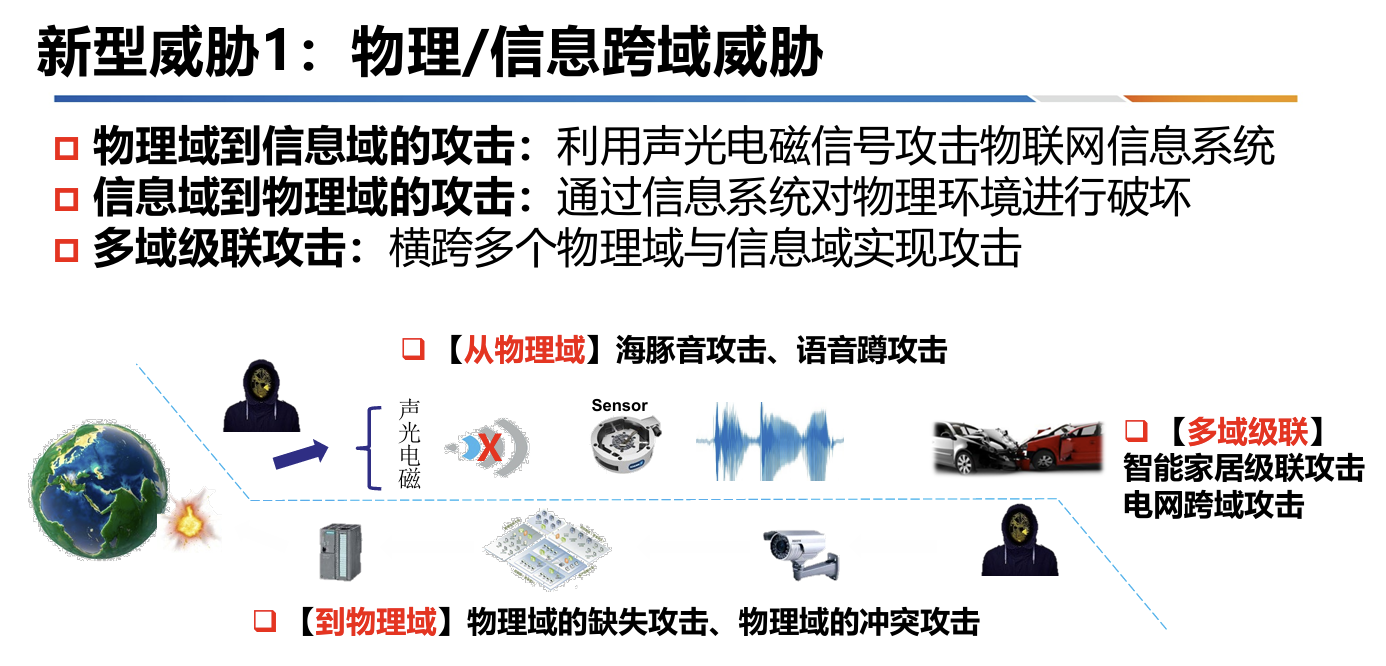 新型威胁1：物理/信息跨域威胁
物理域到信息域的攻击：利用声光电磁信号攻击物联网信息系统
信息域到物理域的攻击：通过信息系统对物理环境进行破坏
多域级联攻击：横跨多个物理域与信息域实现攻击
【从物理域】海豚音攻击、语音蹲攻击
声
光
电
磁
X
Sensor
【多域级联】
智能家居级联攻击
电网跨域攻击
【到物理域】物理域的缺失攻击、物理域的冲突攻击